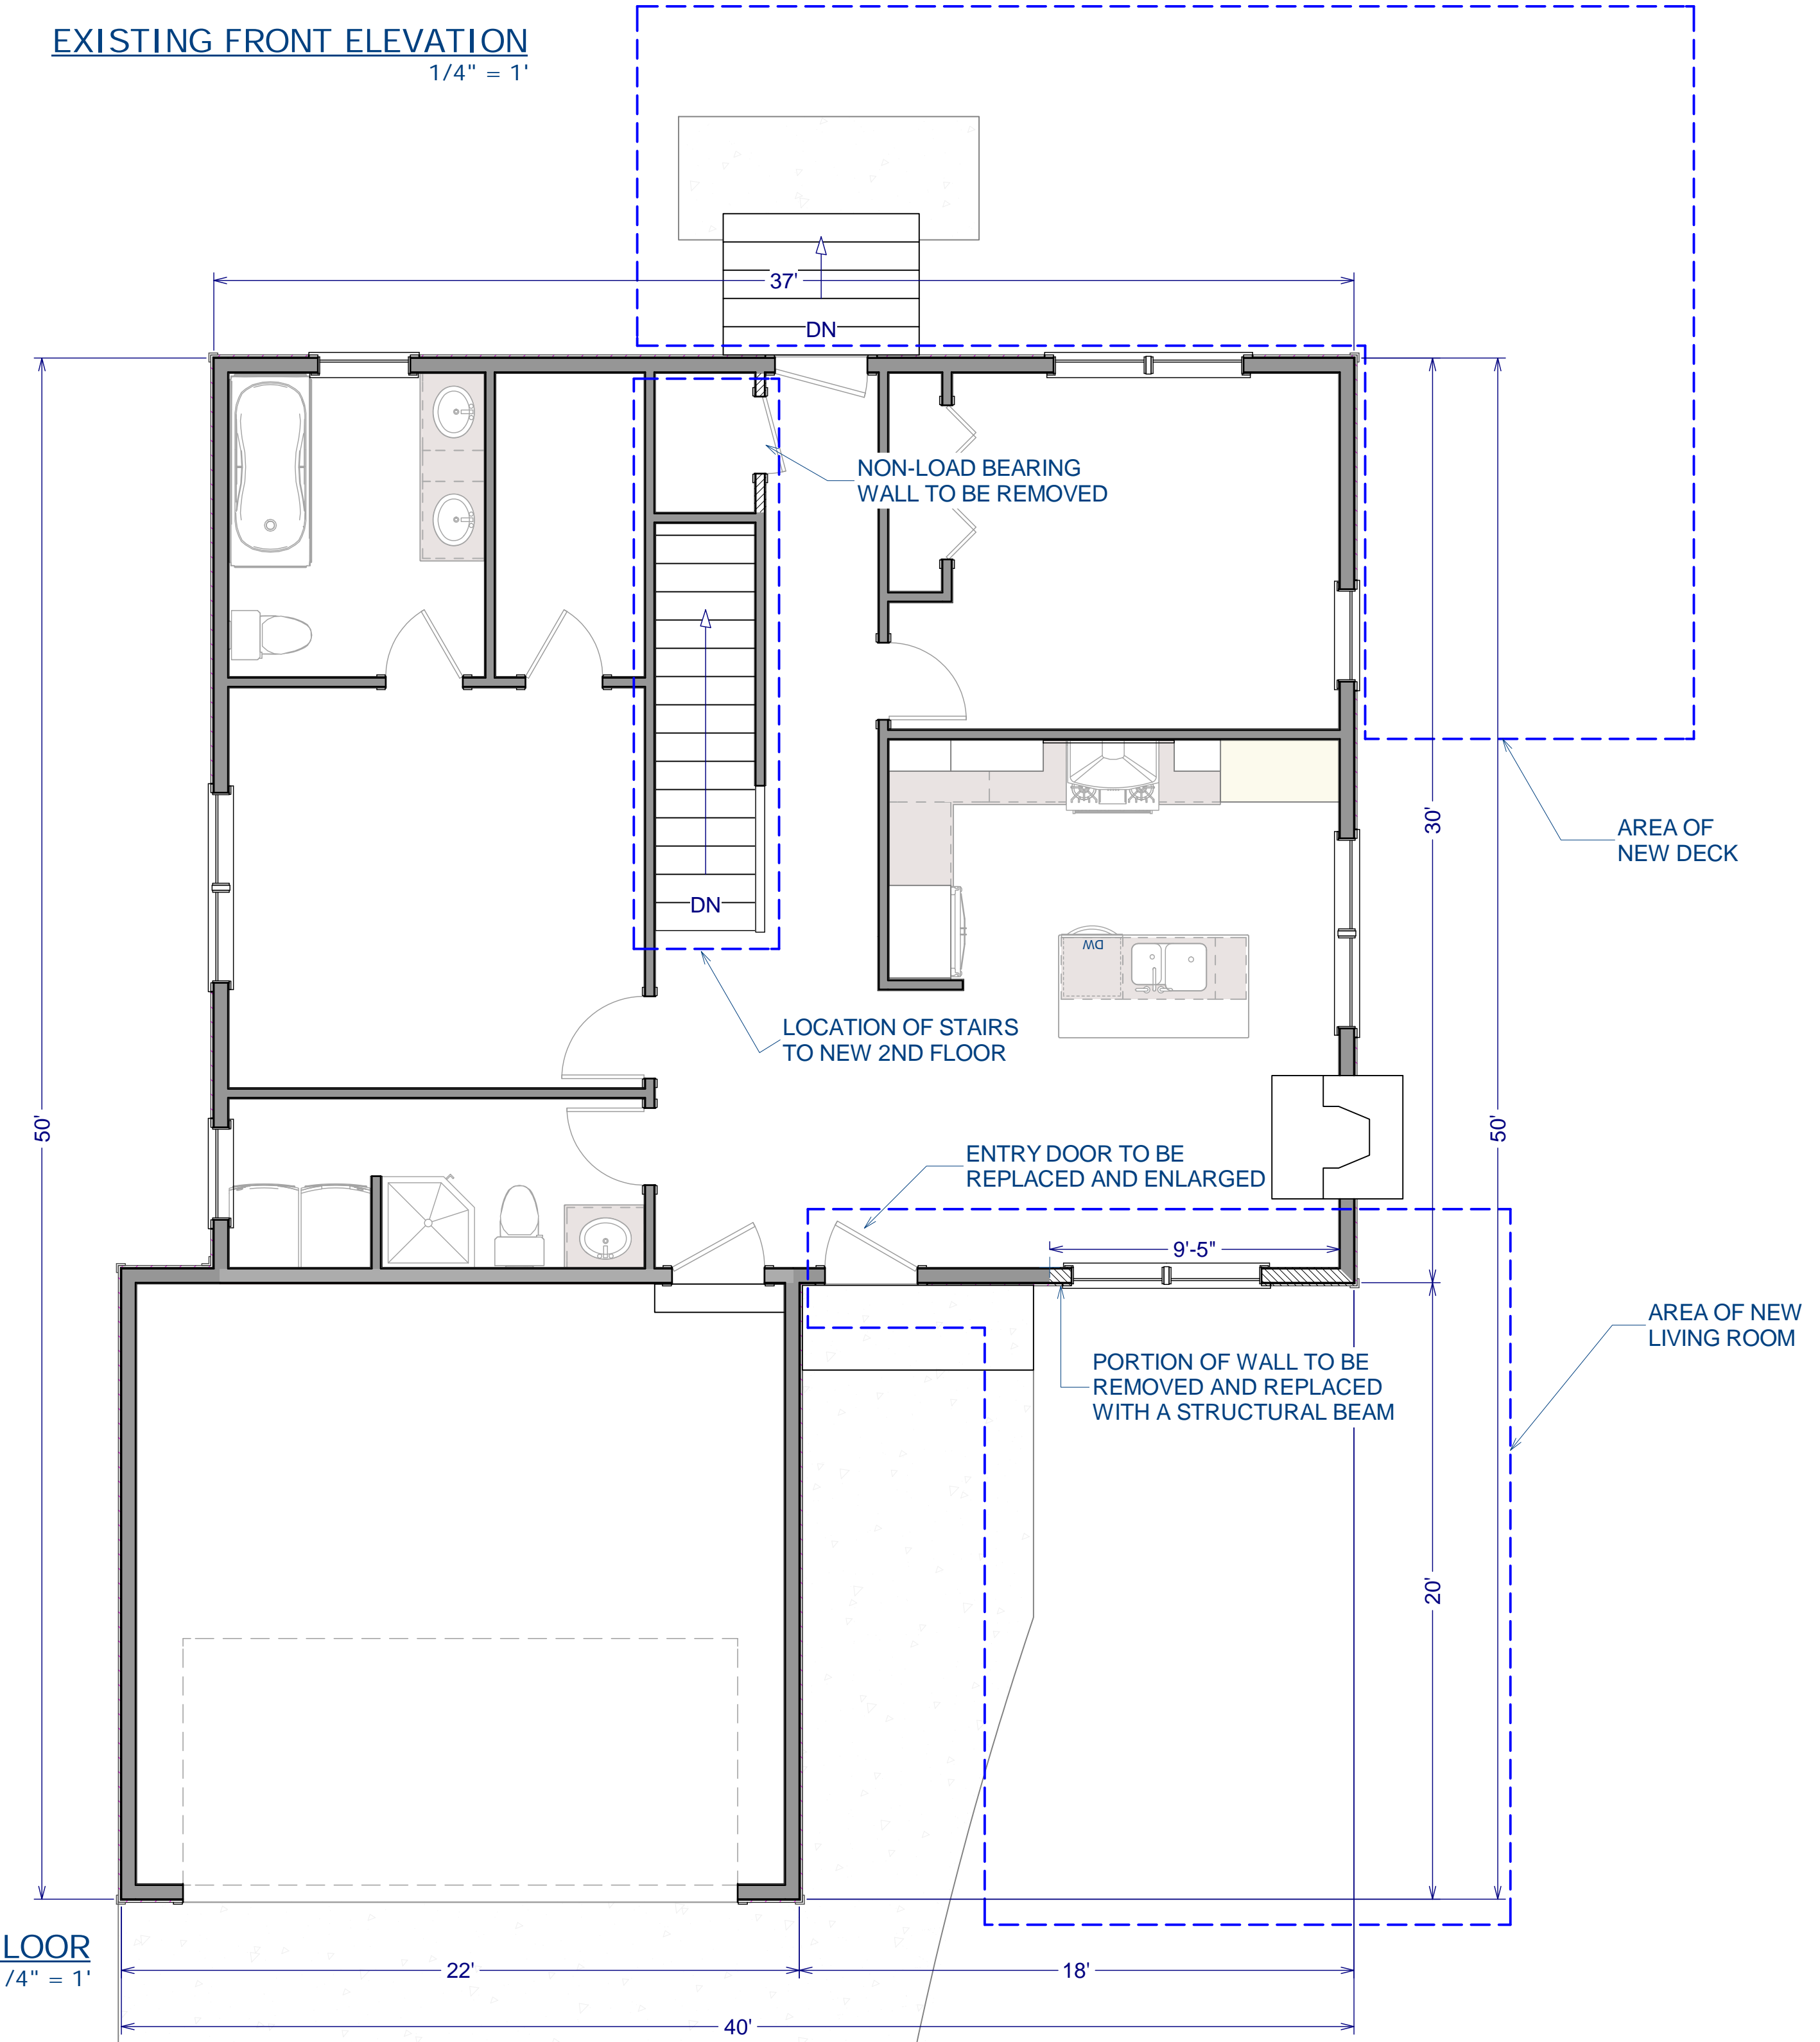 EXISTING FRONT ELEVATION
1/4" = 1'
37'
DN
NON-LOAD BEARING
WALL TO BE REMOVED
30'
AREA OF
NEW DECK
DN
DW
LOCATION OF STAIRS
TO NEW 2ND FLOOR
50'
50'
ENTRY DOOR TO BE
REPLACED AND ENLARGED
9'-5"
AREA OF NEW
LIVING ROOM
PORTION OF WALL TO BE
REMOVED AND REPLACED
WITH A STRUCTURAL BEAM
20'
LOOR
/4" = 1'
22'
18'
40'